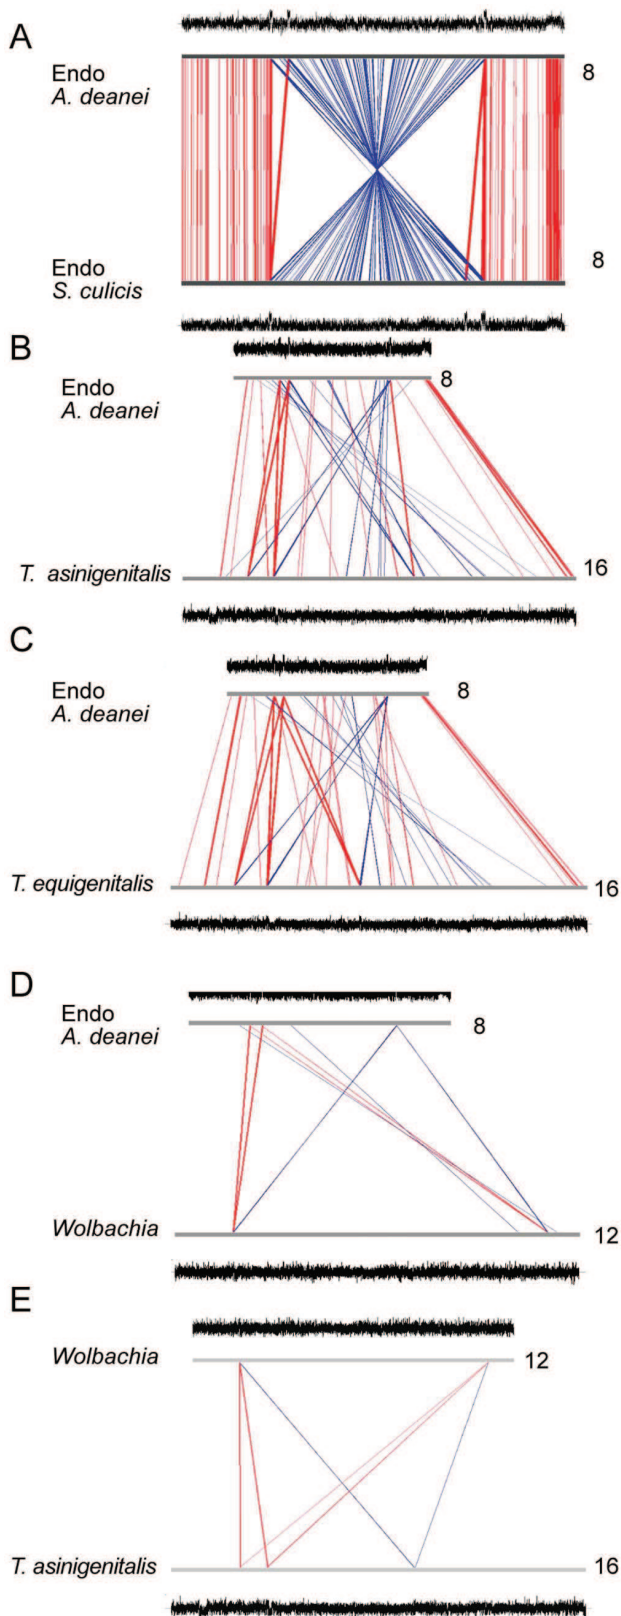 A
Endo
A. deanei
8
Endo
S. culicis
8
B
Endo
A. deanei
8
T. asinigenitalis
16
C
Endo
A. deanei
8
T. equigenitalis
16
D
Endo
A. deanei
8
Wolbachia
12
E
Wolbachia
12
T. asinigenitalis
16